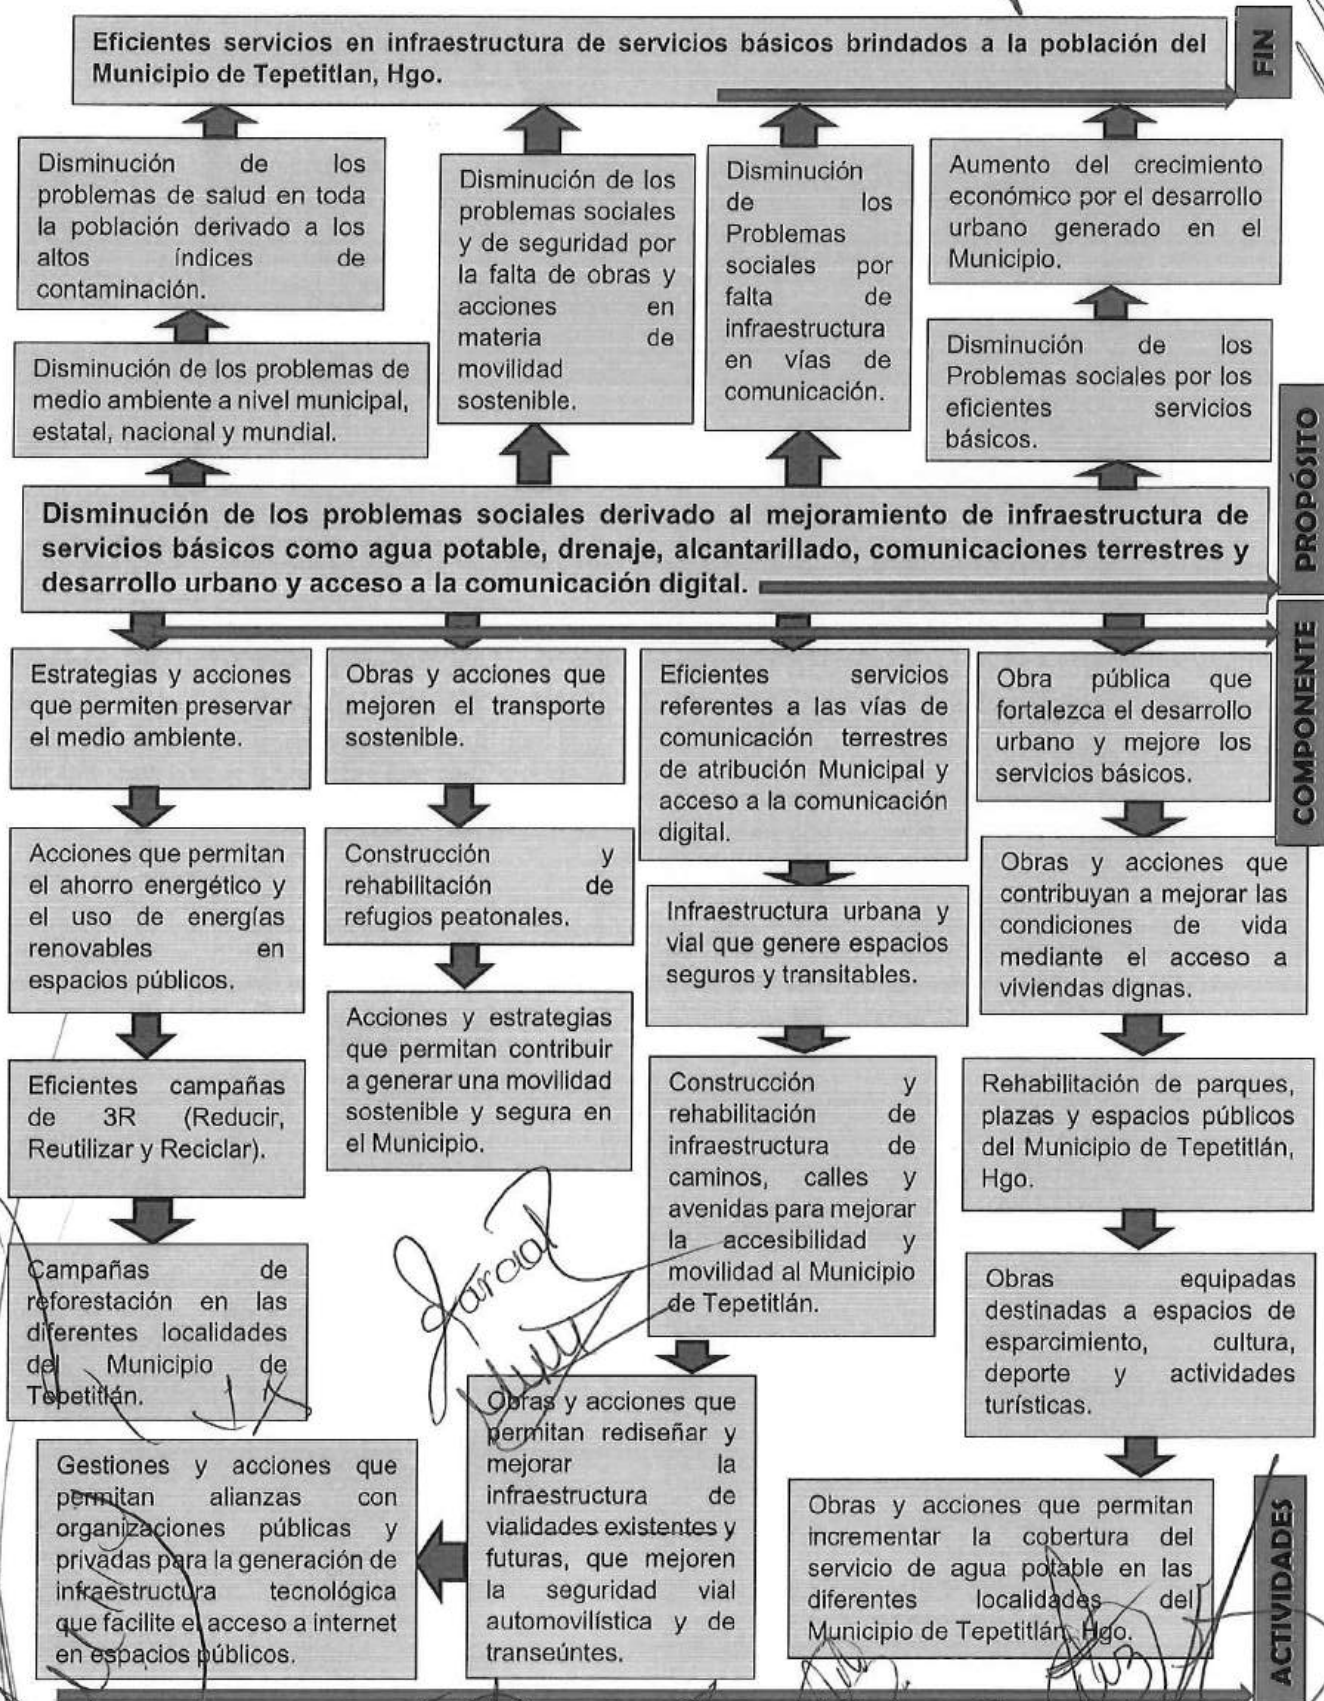 Eficientes servicios en infraestructura de servicios básicos brindados a la población del
Municipio de Tepetitlan, Hgo.
FIN
Disminución de los
problemas de salud en toda
la población derivado a los
altos índices de
contaminación.
Disminución de los
problemas sociales
y de seguridad por
la falta de obras y
acciones en
materia de
movilidad
sostenible.
Disminución
de los
Problemas
sociales por
falta de
infraestructura
en vías de
comunicación.
Aumento del crecimiento
económico por el desarrollo
urbano generado en el
Municipio.
Disminución de los problemas de
medio ambiente a nivel municipal,
estatal, nacional y mundial.
Disminución de los
Problemas sociales por los
eficientes servicios
básicos.
PROPÓSITO
Disminución de los problemas sociales derivado al mejoramiento de infraestructura de
servicios básicos como agua potable, drenaje, alcantarillado, comunicaciones terrestres y
desarrollo urbano y acceso a la comunicación digital.
COMPONENTE
Estrategias y acciones
que permiten preservar
el medio ambiente.
Obras y acciones que
mejoren el transporte
sostenible.
Eficientes servicios
referentes a las vías de
comunicación terrestres
de atribución Municipal y
acceso a la comunicación
digital.
Obra pública que
fortalezca el desarrollo
urbano y mejore los
servicios básicos.
Acciones que permitan
el ahorro energético y
el uso de energías
renovables en
espacios públicos.
Construcción y
rehabilitación de
refugios peatonales.
Infraestructura urbana y
vial que genere espacios
seguros y transitables.
Obras y acciones que
contribuyan a mejorar las
condiciones de vida
mediante el acceso a
viviendas dignas.
Eficientes campañas
de 3R (Reducir,
Reutilizar y Reciclar).
Acciones y estrategias
que permitan contribuir
a generar una movilidad
sostenible y segura en
el Municipio.
Construcción y
rehabilitación de
infraestructura de
caminos, calles y
avenidas para mejorar
la accesibilidad y
movilidad al Municipio
de Tepetitlán.
Rehabilitación de parques,
plazas y espacios públicos
del Municipio de Tepetitlán,
Hgo.
Campañas de
reforestación en las
diferentes localidades
del Municipio de
Tepetitlán.
Obras equipadas
destinadas a espacios de
esparcimiento, cultura,
deporte y actividades
turísticas.
Obras y acciones que
permitan rediseñar y
mejorar la
infraestructura de
vialidades existentes y
futuras, que mejoren
la seguridad vial
automovilística y de
transeúntes.
Gestiones y acciones que
permitan alianzas con
organizaciones públicas y
privadas para la generación de
infraestructura tecnológica
que facilite el acceso a internet
en espacios públicos.
Obras y acciones que permitan
incrementar la cobertura del
servicio de agua potable en las
diferentes localidades del
Municipio de Tepetitlán, Hgo.
ACTIVIDADES